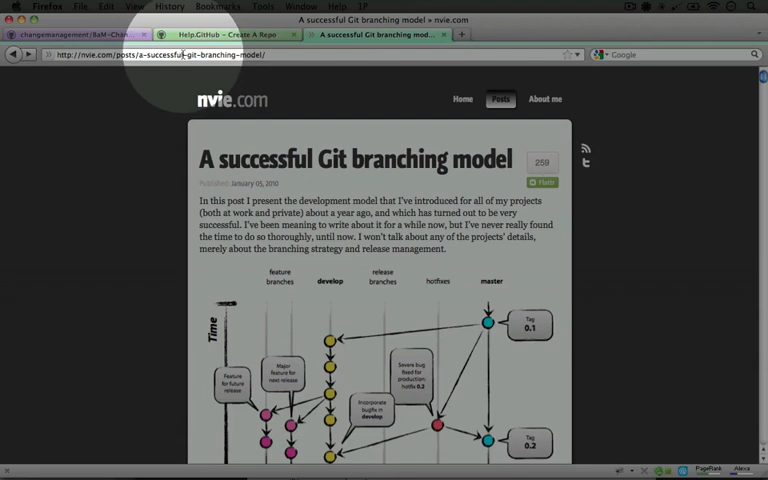 Firefox File Edit View History Bookmarks Tools Window Help
A successful Git branching model » nvie.com
changemanagement/BaM-Chan...
Help.GitHub - Create A Repo
A successful Git branching mod...
http://nvie.com/posts/a-successful-git-branching-model/
Google
nvie.com
Home
Posts
About me
A successful Git branching model
259
Published: January 05, 2010
Flattr
In this post I present the development model that I've introduced for all of my projects
(both at work and private) about a year ago, and which has turned out to be very
successful. I've been meaning to write about it for a while now, but I've never really found
the time to do so thoroughly, until now. I won't talk about any of the projects' details,
merely about the branching strategy and release management.
feature
branches
develop
release
branches
hotfixes
master
Time
Tag
0.1
Feature
for future
release
Major
feature for
next release
Severe bug
fixed for
production:
hotfix 0.2
Incorporate
bugfix in
develop
Tag
0.2
PageRank
Alexa